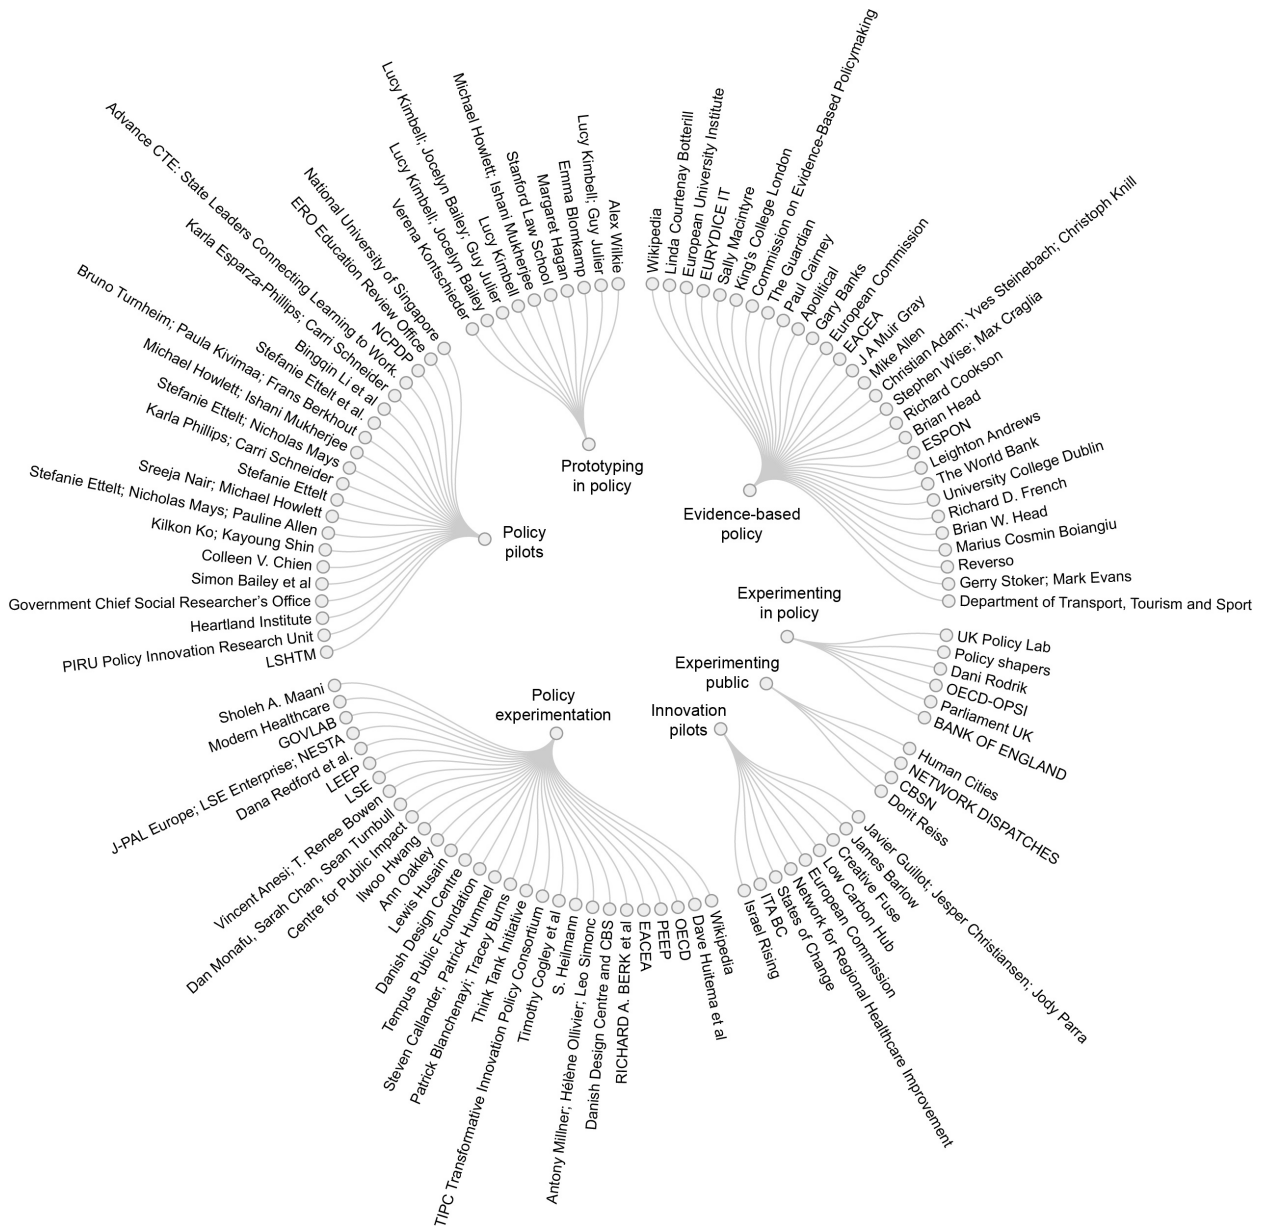 Prototyping
in policy
Verena Kontschieder
Lucy Kimbell; Jocelyn Bailey
Lucy Kimbell; Jocelyn Bailey; Guy Julier
Lucy Kimbell
Michael Howlett; Ishani Mukherjee
Stanford Law School
Margaret Hagan
Emma Blomkamp
Lucy Kimbell; Guy Julier
Alex Wilkie
Evidence-based
policy
Wikipedia
Linda Courtenay Botterill
European University Institute
EURYDICE IT
Sally Macintyre
King's College London
Commission on Evidence-Based Policymaking
The Guardian
Paul Cairney
Apolitical
Gary Banks
European Commission
EACEA
J A Muir Gray
Mike Allen
Christian Adam; Yves Steinebach; Christoph Knill
Stephen Wise; Max Craglia
Richard Cookson
Brian Head
ESPON
Leighton Andrews
The World Bank
University College Dublin
Richard D. French
Brian W. Head
Marius Cosmin Boiangiu
Reverso
Gerry Stoker; Mark Evans
Department of Transport, Tourism and Sport
Experimenting
in policy
UK Policy Lab
Policy shapers
Dani Rodrik
OECD-OPSI
Parliament UK
BANK OF ENGLAND
Experimenting
public
Human Cities
NETWORK DISPATCHES
CBSN
Dorit Reiss
Innovation
pilots
Javier Guillot; Jesper Christiansen; Jody Parra
James Barlow
Creative Fuse
Low Carbon Hub
European Commission
Network for Regional Healthcare Improvement
States of Change
ITA BC
Israel Rising
Policy
experimentation
Wikipedia
Dave Huitema et al
OECD
PEEP
EACEA
RICHARD A. BERK et al
Danish Design Centre and CBS
Antony Millner; Hélène Ollivier; Leo Simonc
S. Heilmann
Timothy Cogley et al
TIPC Transformative Innovation Policy Consortium
Think Tank Initiative
Patrick Blanchenayi; Tracey Burns
Steven Callander, Patrick Hummel
Tempus Public Foundation
Danish Design Centre
Lewis Husain
Ann Oakley
Ilwoo Hwang
Centre for Public Impact
Dan Monafu, Sarah Chan, Sean Turnbull
Vincent Anesi; T. Renee Bowen
LSE
LEEP
Dana Redford et al.
J-PAL Europe; LSE Enterprise; NESTA
GOVLAB
Modern Healthcare
Sholeh A. Maani
Policy
pilots
LSHTM
PIRU Policy Innovation Research Unit
Heartland Institute
Government Chief Social Researcher’s Office
Simon Bailey et al
Colleen V. Chien
Kilkon Ko; Kayoung Shin
Stefanie Ettelt; Nicholas Mays; Pauline Allen
Sreeja Nair; Michael Howlett
Stefanie Ettelt
Karla Phillips; Carri Schneider
Stefanie Ettelt; Nicholas Mays
Michael Howlett; Ishani Mukherjee
Bruno Turnheim; Paula Kivimaa; Frans Berkhout
Stefanie Ettelt et al.
Bingqin Li et al
Karla Esparza-Phillips; Carri Schneider
Advance CTE: State Leaders Connecting Learning to Work.
NCPDP
ERO Education Review Office
National University of Singapore